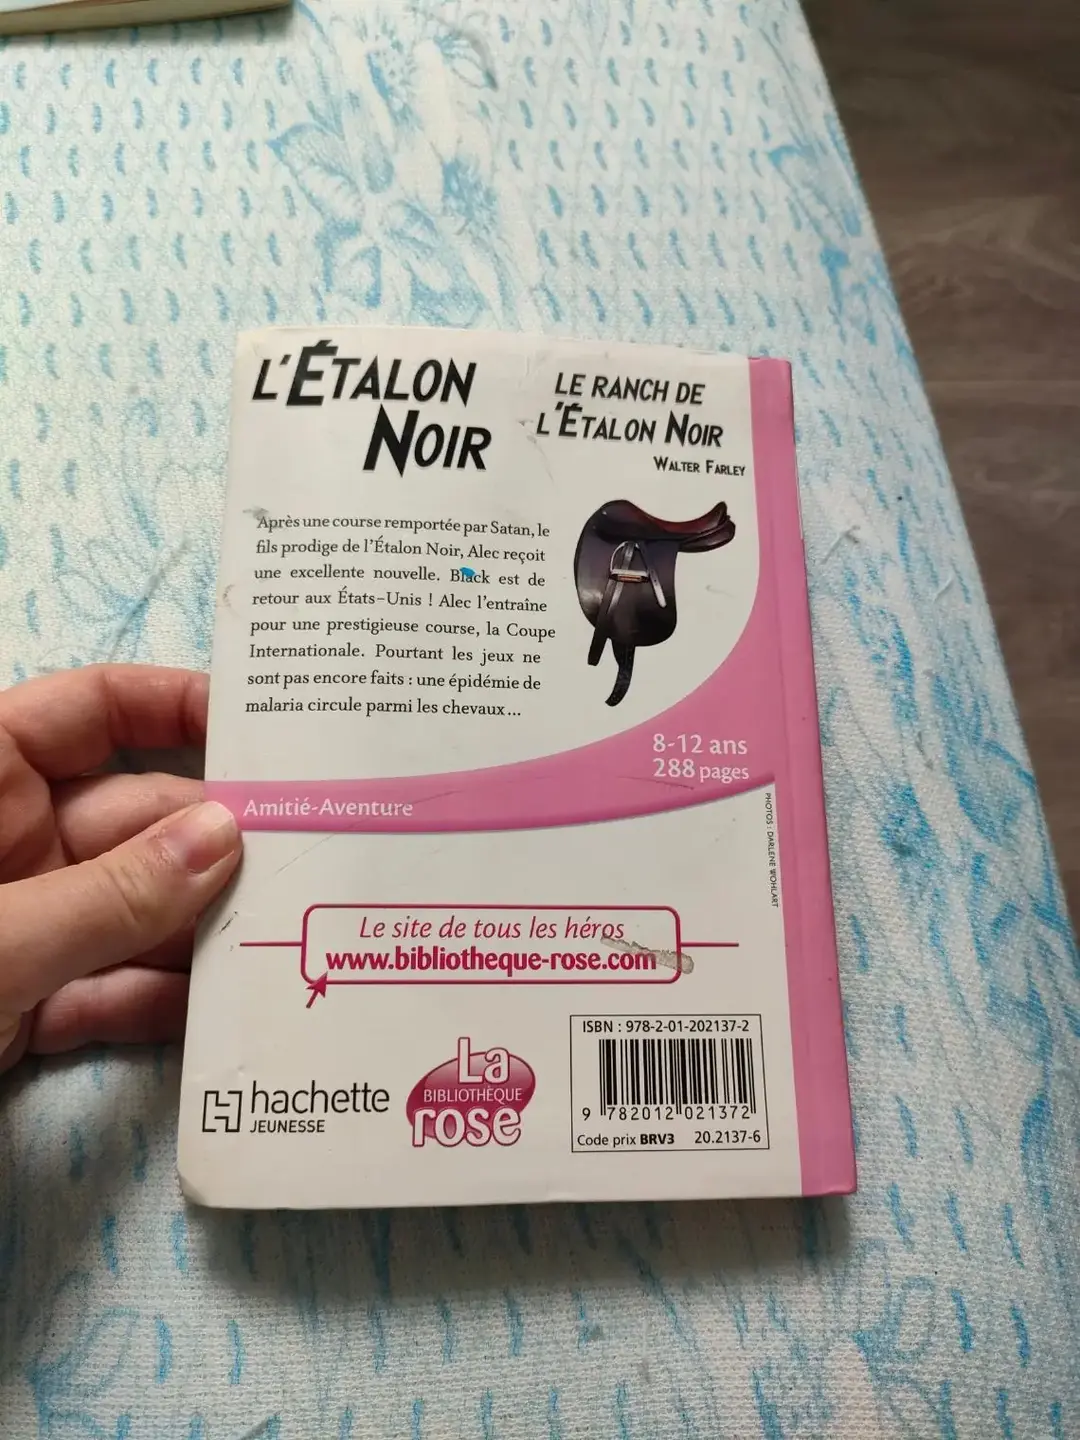 L'ÉTALON
NOIR
LE RANCH DE
L'ÉTALON NOIR
WALTER FARLEY
Après une course remportée par Satan, le
fils prodige de l'Étalon Noir, Alec reçoit
une excellente nouvelle. Black est de
retour aux États-Unis ! Alec l'entraîne
pour une prestigieuse course, la Coupe
Internationale. Pourtant les jeux ne
sont pas encore faits : une épidémie de
malaria circule parmi les chevaux...
8-12 ans
288 pages
Amitié-Aventure
PHOTOS : DARLENE WOHLART
Le site de tous les héros
www.bibliotheque-rose.com
hachette
JEUNESSE
La
BIBLIOTHÈQUE
rose
ISBN : 978-2-01-202137-2
9 782012 021372
Code prix BRV3 20.2137-6